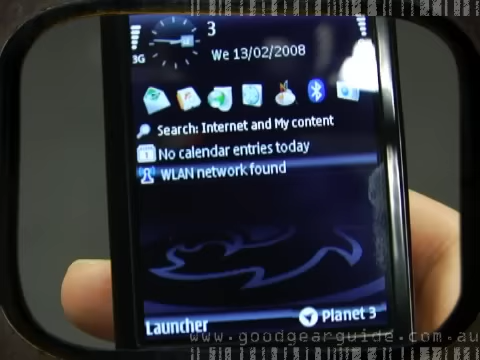 3
3G
We 13/02/2008
Search: Internet and My content
No calendar entries today
WLAN network found
Launcher
Planet 3
www.goodgearguide.com.au